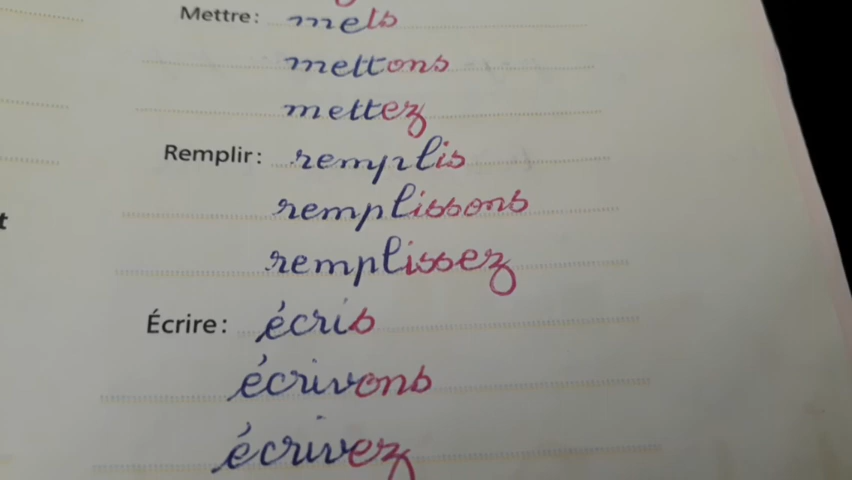 Mettre: mets
mettons
mettez
Remplir: remplis
remplissons
remplissez
t
Écrire: écris
écrivons
écrivez